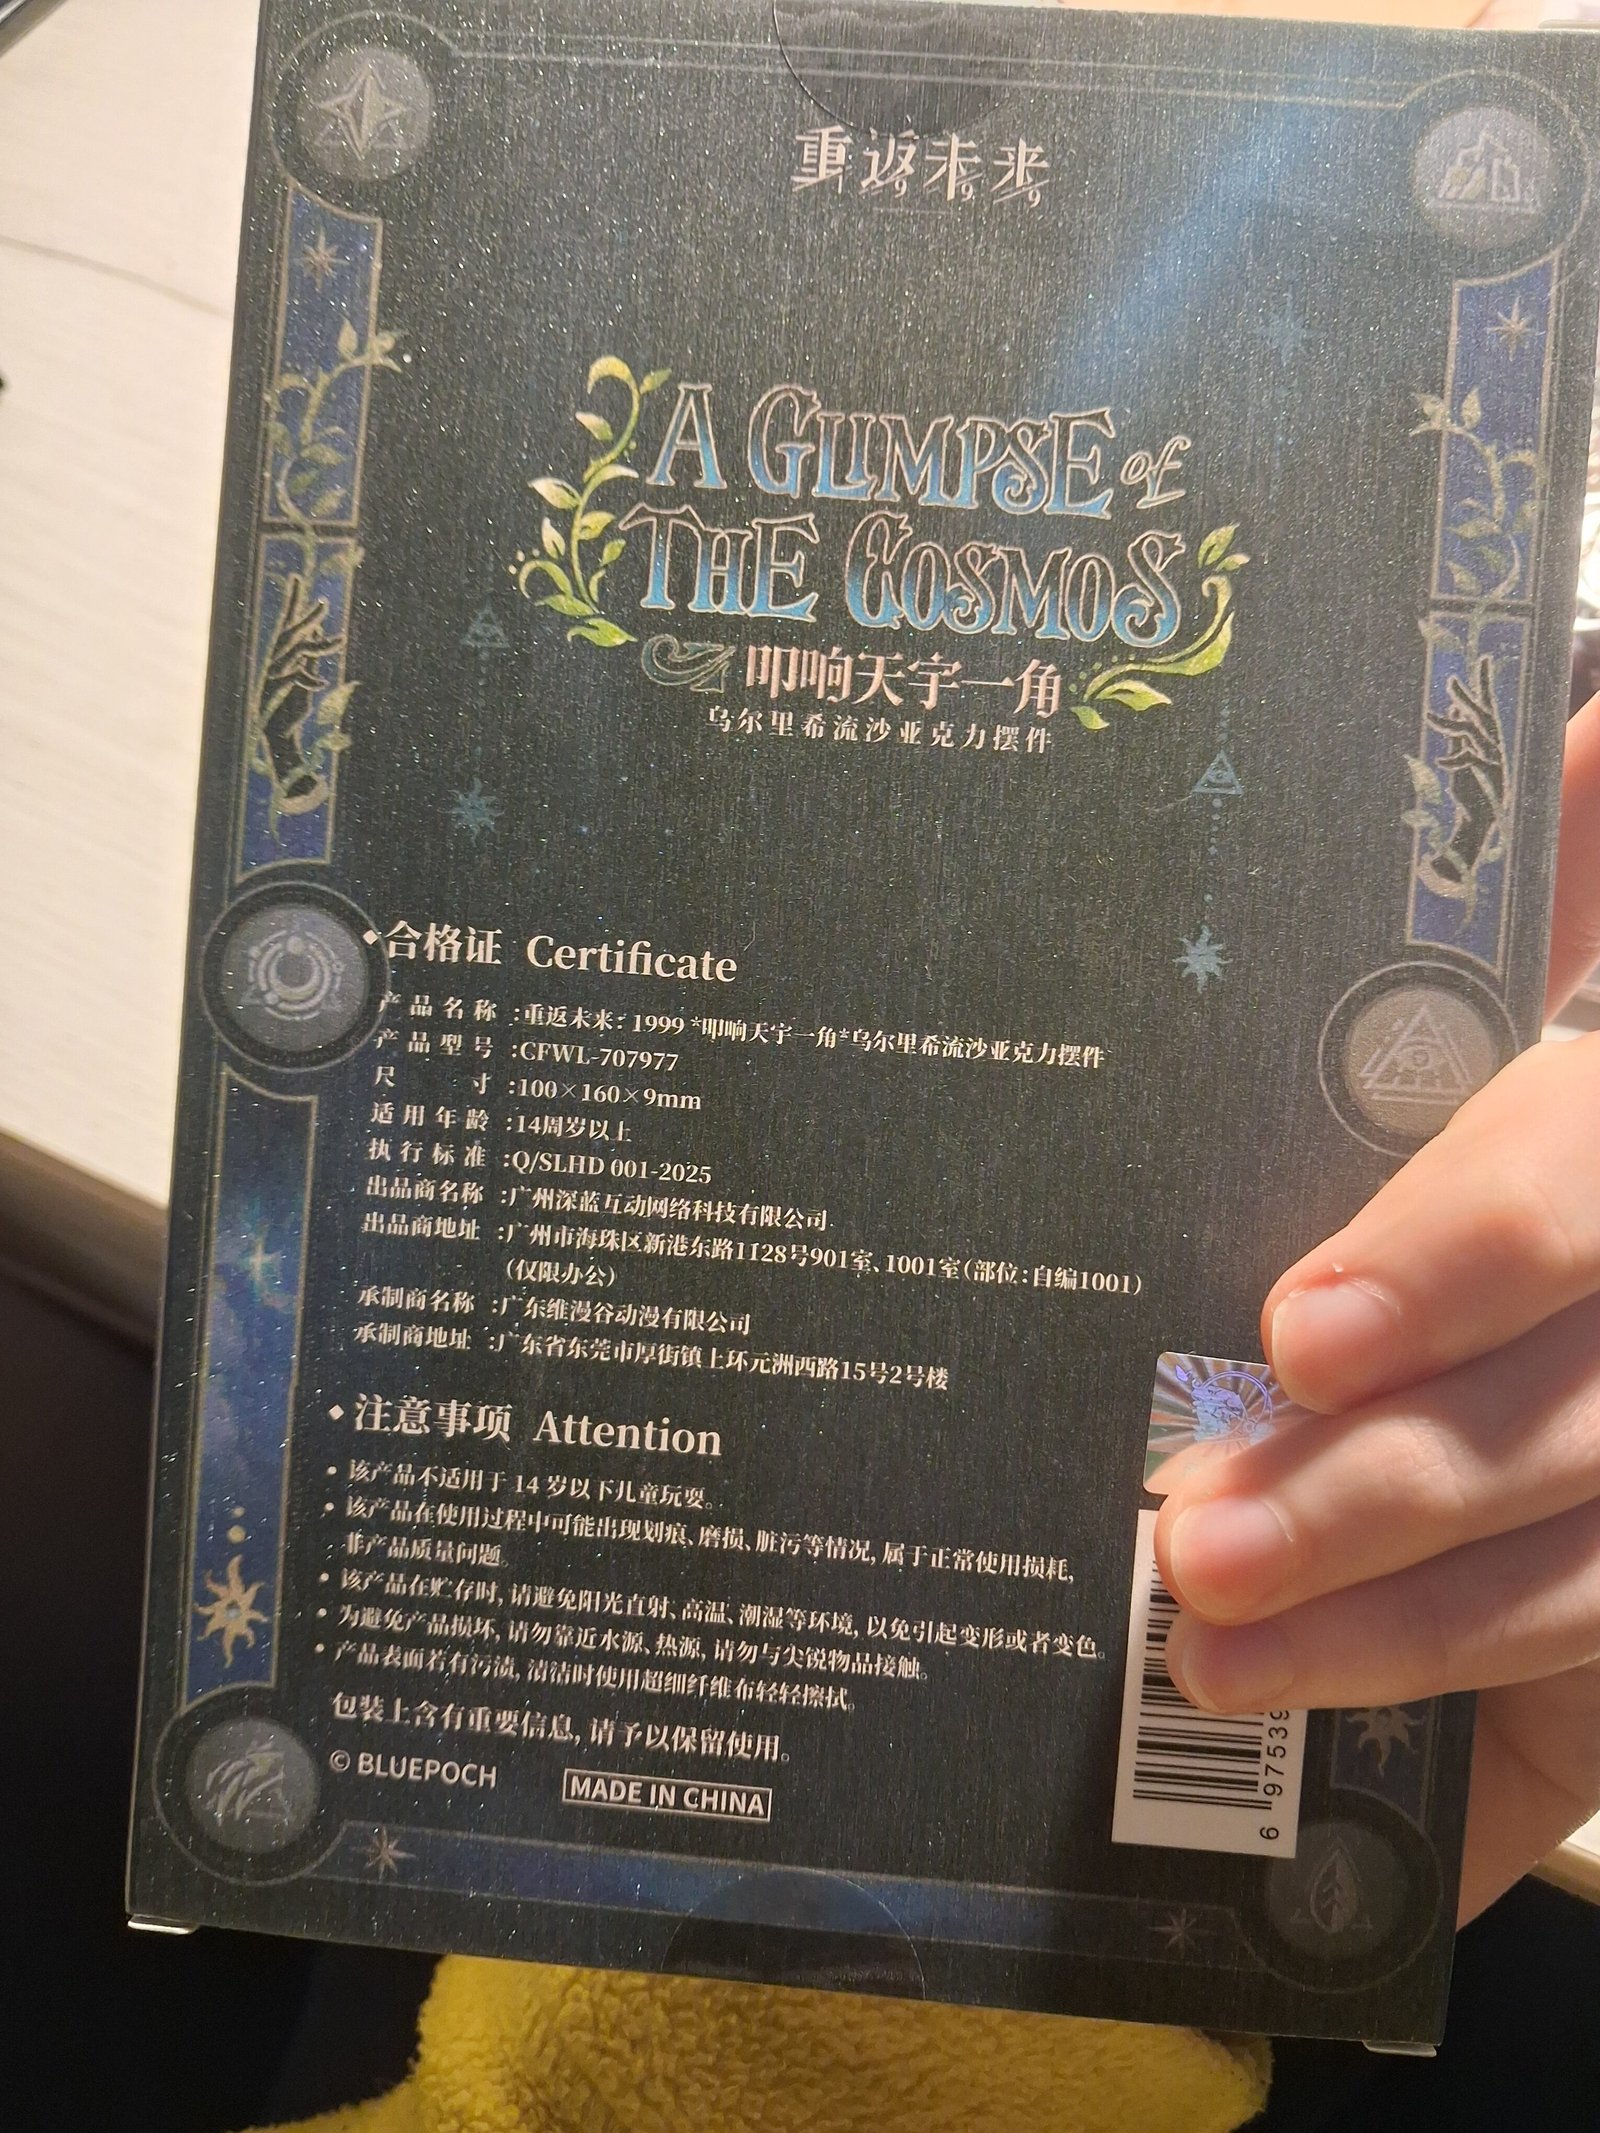 重返未来
A GLIMPSE of
THE COSMOS
叩响天宇一角
乌尔里希流沙亚克力摆件
合格证 Certificate
产品名称:重返未来:1999 *叩响天宇一角*乌尔里希流沙亚克力摆件
产品型号:CFWL-707977
尺寸:100×160×9mm
适用年龄:14周岁以上
执行标准:Q/SLHD 001-2025
出品商名称:广州深蓝互动网络科技有限公司
出品商地址:广州市海珠区新港东路1128号901室、1001室(部位:自编1001)
(仅限办公)
承制商名称:广东维漫谷动漫有限公司
承制商地址:广东省东莞市厚街镇上环元洲西路15号2号楼
注意事项 Attention
• 该产品不适用于 14 岁以下儿童玩耍。
• 该产品在使用过程中可能出现划痕、磨损、脏污等情况, 属于正常使用损耗,
非产品质量问题。
• 该产品在贮存时, 请避免阳光直射、高温、潮湿等环境, 以免引起变形或者变色。
• 为避免产品损坏, 请勿靠近水源、热源, 请勿与尖锐物品接触。
• 产品表面若有污渍, 清洁时使用超细纤维布轻轻擦拭。
包装上含有重要信息, 请予以保留使用。
© BLUEPOCH
MADE IN CHINA
6 97539